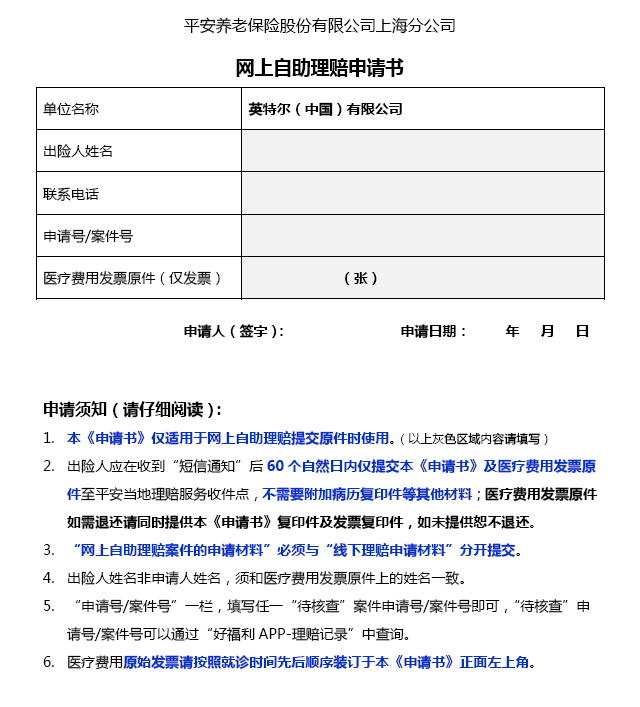 平安养老保险股份有限公司上海分公司
网上自助理赔申请书
单位名称 英特尔（中国）有限公司
出险人姓名
联系电话
申请号/案件号
医疗费用发票原件（仅发票） （张）
申请人（签字）： 申请日期： 年 月 日
申请须知（请仔细阅读）：
1. 本《申请书》仅适用于网上自助理赔提交原件时使用。（以上灰色区域内容请填写）
2. 出险人应在收到“短信通知”后 60 个自然日内仅提交本《申请书》及医疗费用发票原
件至平安当地理赔服务收件点，不需要附加病历复印件等其他材料；医疗费用发票原件
如需退还请同时提供本《申请书》复印件及发票复印件，如未提供恕不退还。
3. “网上自助理赔案件的申请材料”必须与“线下理赔申请材料”分开提交。
4. 出险人姓名非申请人姓名，须和医疗费用发票原件上的姓名一致。
5. “申请号/案件号”一栏，填写任一“待核查”案件申请号/案件号即可，“待核查”申
请号/案件号可以通过“好福利 APP-理赔记录”中查询。
6. 医疗费用原始发票请按照就诊时间先后顺序装订于本《申请书》正面左上角。